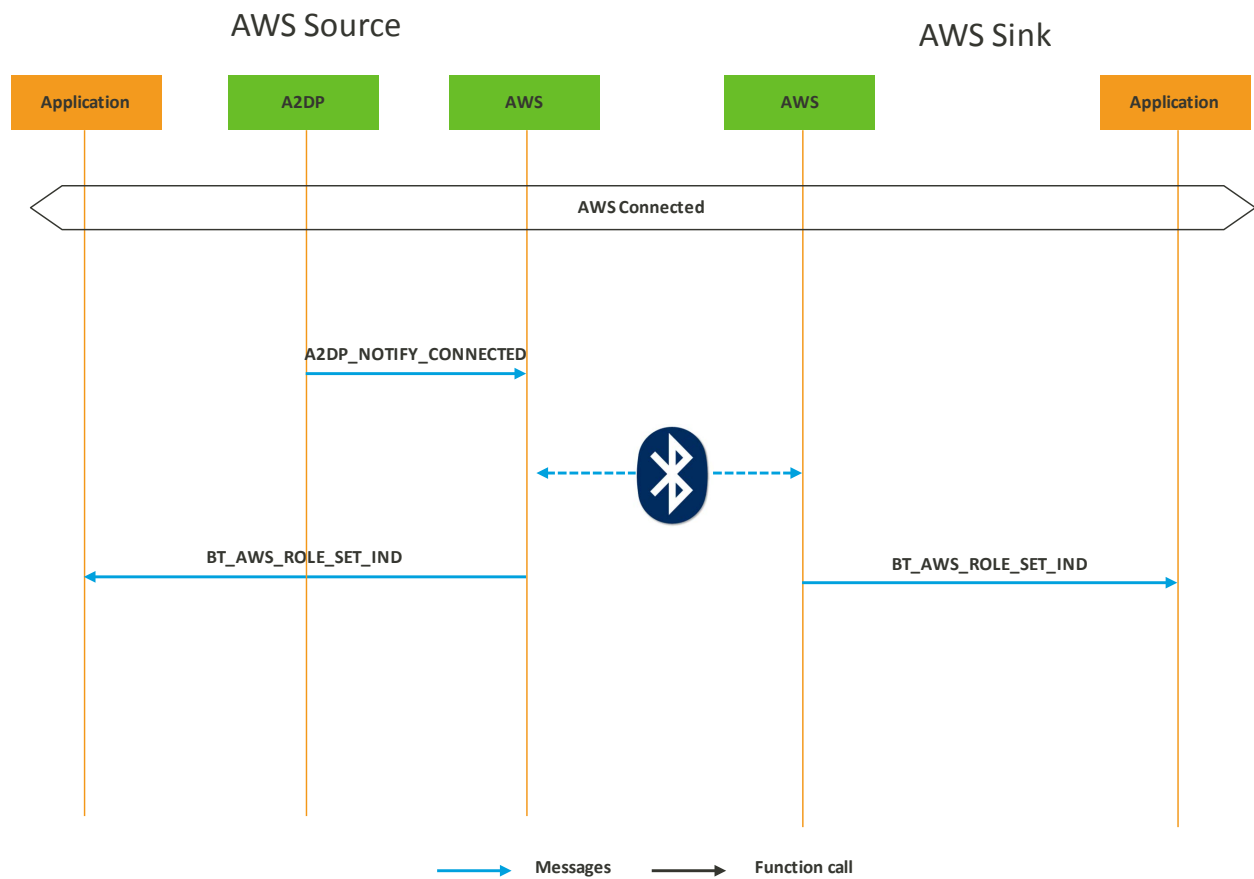 AWS Source
AWS Sink
Application
A2DP
AWS
AWS
Application
AWS Connected
A2DP_NOTIFY_CONNECTED
BT_AWS_ROLE_SET_IND
BT_AWS_ROLE_SET_IND
Messages
Function call